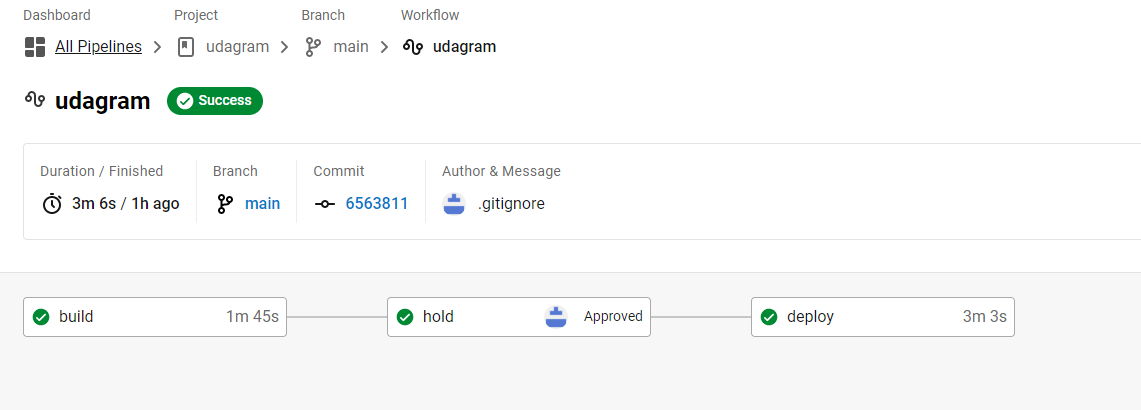 Dashboard Project Branch Workflow
All Pipelines udagram main udagram
udagram Success
Duration / Finished Branch Commit Author & Message
3m 6s / 1h ago main 6563811 .gitignore
build 1m 45s hold Approved deploy 3m 3s